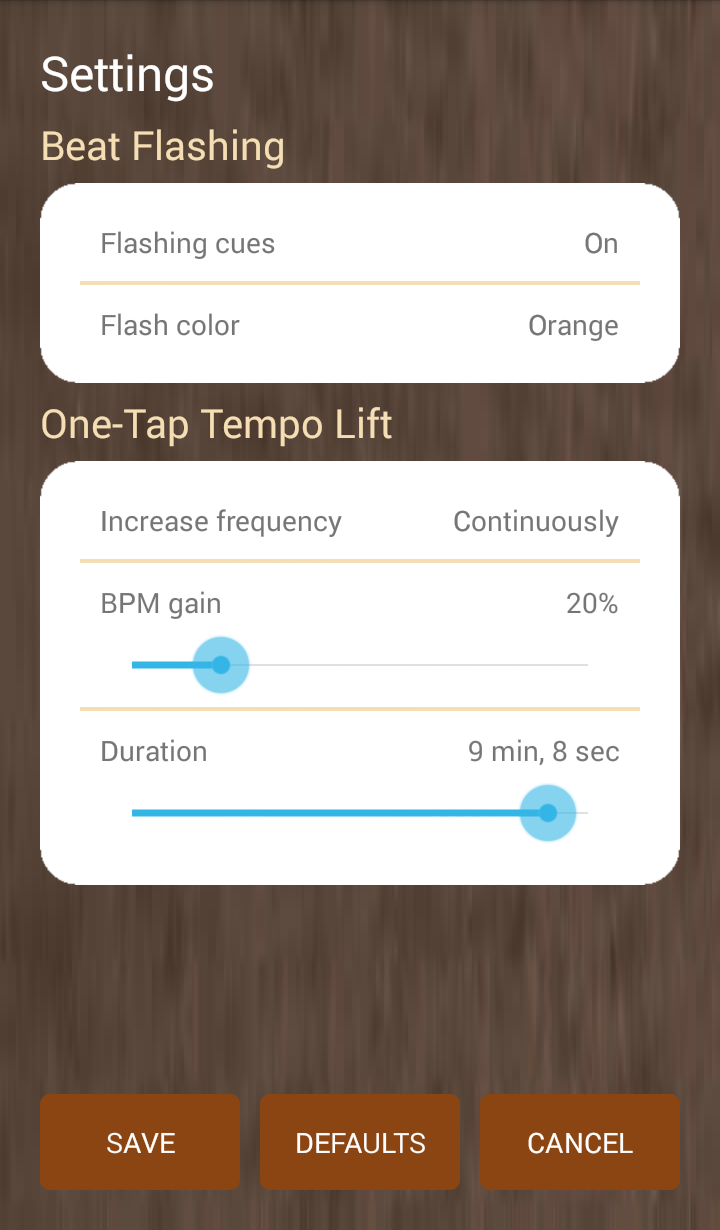 Settings
Beat Flashing
Flashing cues On
Flash color Orange
One-Tap Tempo Lift
Increase frequency Continuously
BPM gain 20%
Duration 9 min, 8 sec
SAVE DEFAULTS CANCEL